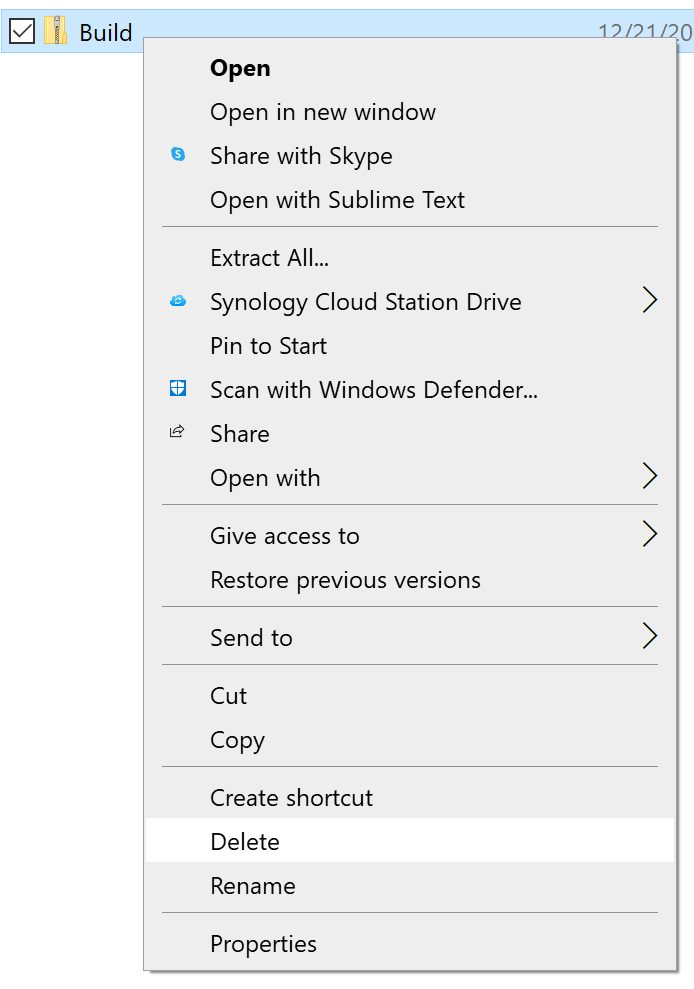 Build 12/21/20
Open
Open in new window
Share with Skype
Open with Sublime Text
Extract All...
Synology Cloud Station Drive
Pin to Start
Scan with Windows Defender...
Share
Open with
Give access to
Restore previous versions
Send to
Cut
Copy
Create shortcut
Delete
Rename
Properties